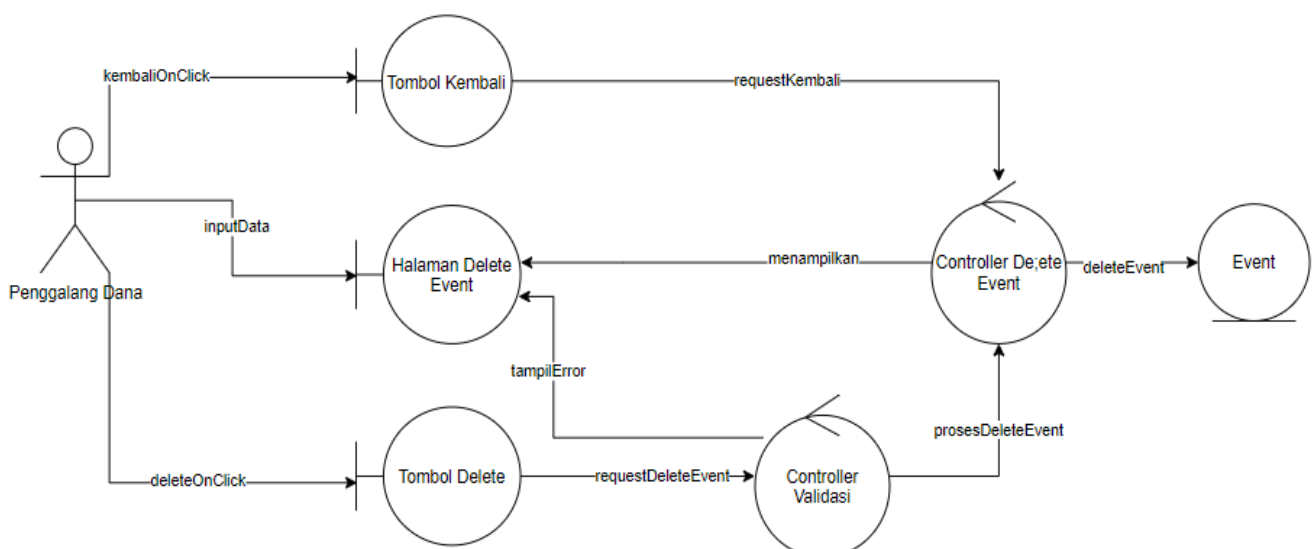 kembaliOnClick
Tombol Kembali
requestKembali
inputData
Penggalang Dana
Halaman Delete
Event
menampilkan
Controller De;ete
Event
deleteEvent
Event
tampilError
prosesDeleteEvent
deleteOnClick
Tombol Delete
requestDeleteEvent
Controller
Validasi